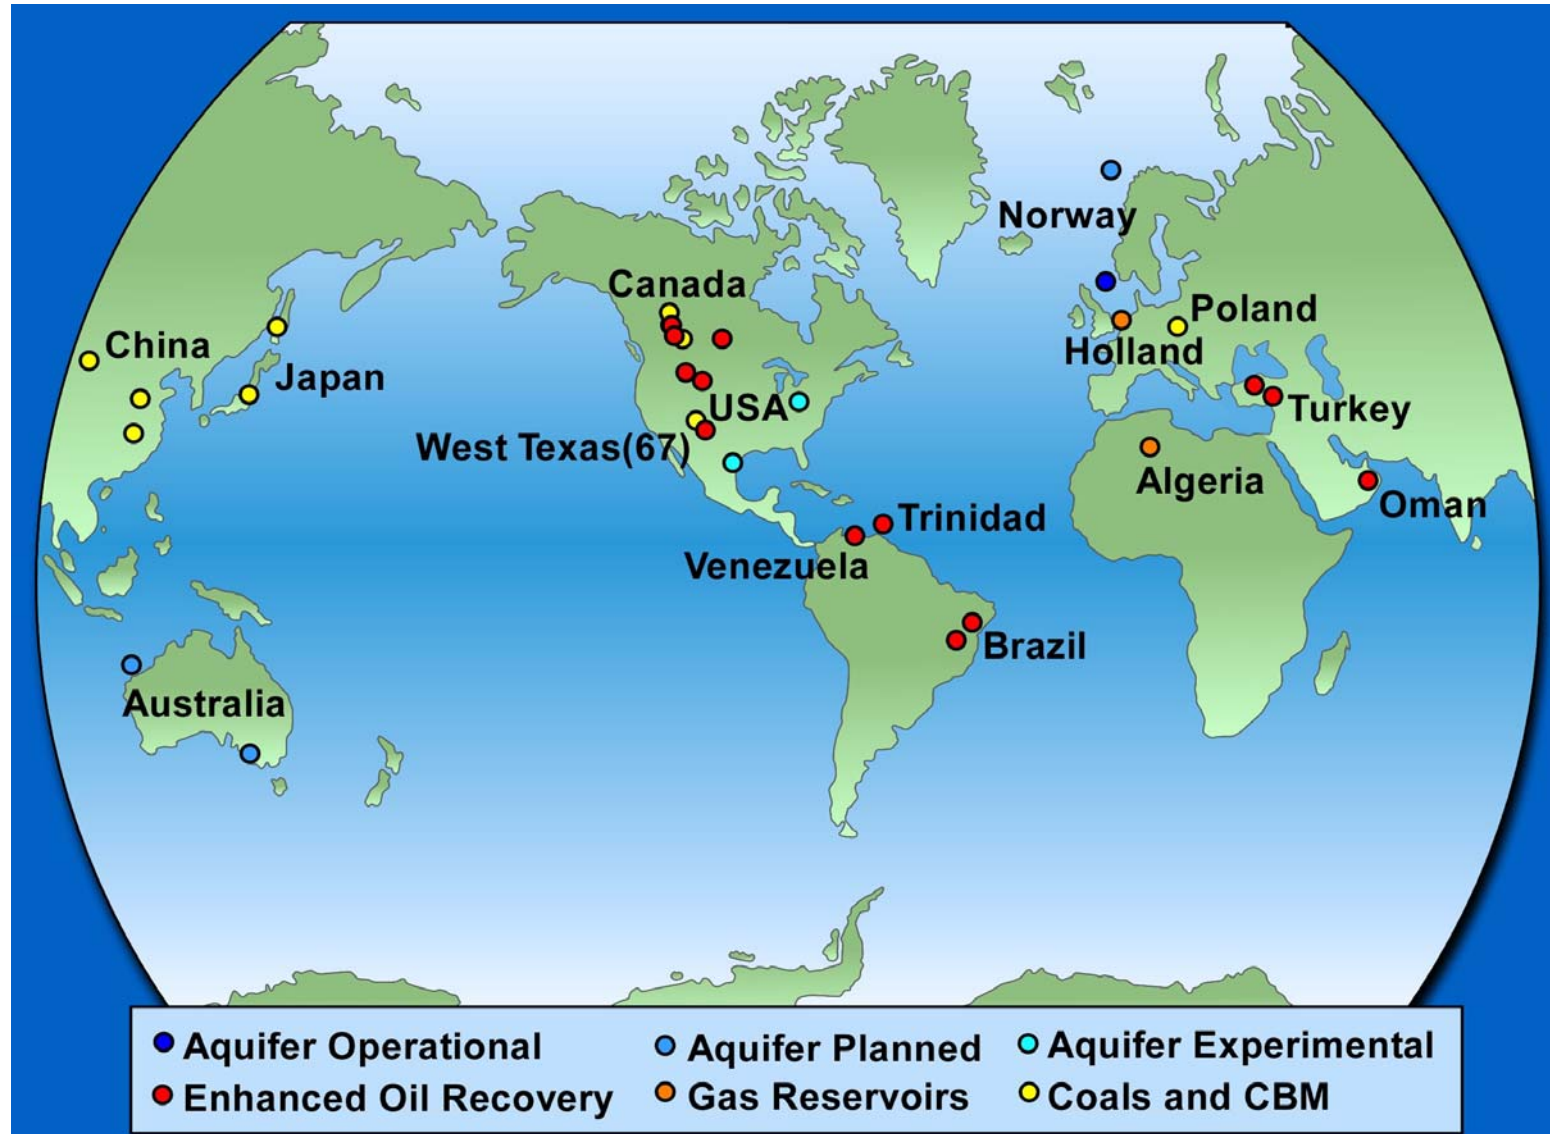 Norway
Canada
Poland
China
Holland
Japan
USA
Turkey
West Texas(67)
Algeria
Oman
Trinidad
Venezuela
Brazil
Australia
Aquifer Operational
Aquifer Planned
Aquifer Experimental
Enhanced Oil Recovery
Gas Reservoirs
Coals and CBM